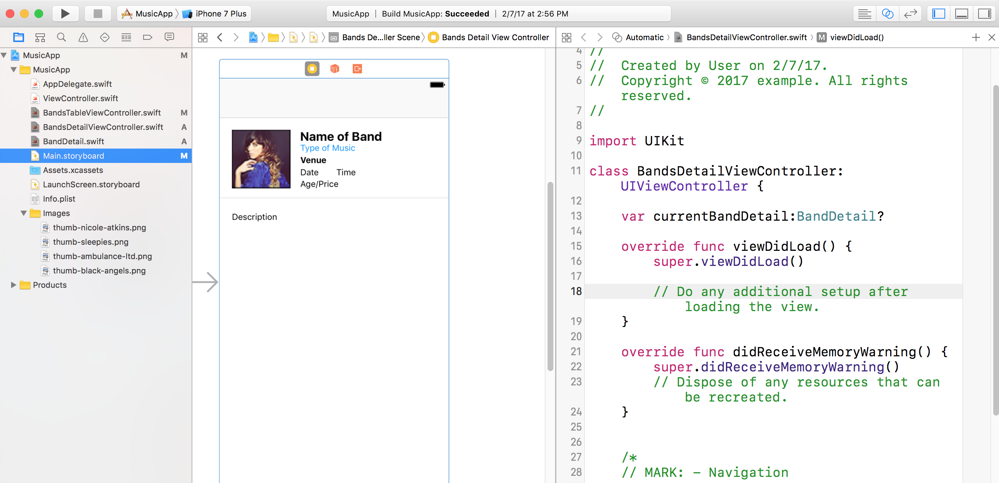 MusicApp iPhone 7 Plus
MusicApp | Build MusicApp: Succeeded | 2/7/17 at 2:56 PM
Bands De...ller Scene Bands Detail View Controller
Automatic BandsDetailViewController.swift M viewDidLoad()
MusicApp M
MusicApp
AppDelegate.swift
ViewController.swift
BandsTableViewController.swift M
BandsDetailViewController.swift A
BandDetail.swift A
Main.storyboard M
Assets.xcassets
LaunchScreen.storyboard
Info.plist
Images
thumb-nicole-atkins.png
thumb-sleepies.png
thumb-ambulance-ltd.png
thumb-black-angels.png
Products
Name of Band
Type of Music
Venue
Date Time
Age/Price
Description
4 //
5 // Created by User on 2/7/17.
6 // Copyright © 2017 example. All rights
reserved.
7 //
8
9 import UIKit
10
11 class BandsDetailViewController:
UIViewController {
12
13 var currentBandDetail:BandDetail?
14
15 override func viewDidLoad() {
16 super.viewDidLoad()
17
18 // Do any additional setup after
loading the view.
19 }
20
21 override func didReceiveMemoryWarning() {
22 super.didReceiveMemoryWarning()
23 // Dispose of any resources that can
be recreated.
24 }
25
26
27 /*
28 // MARK: - Navigation